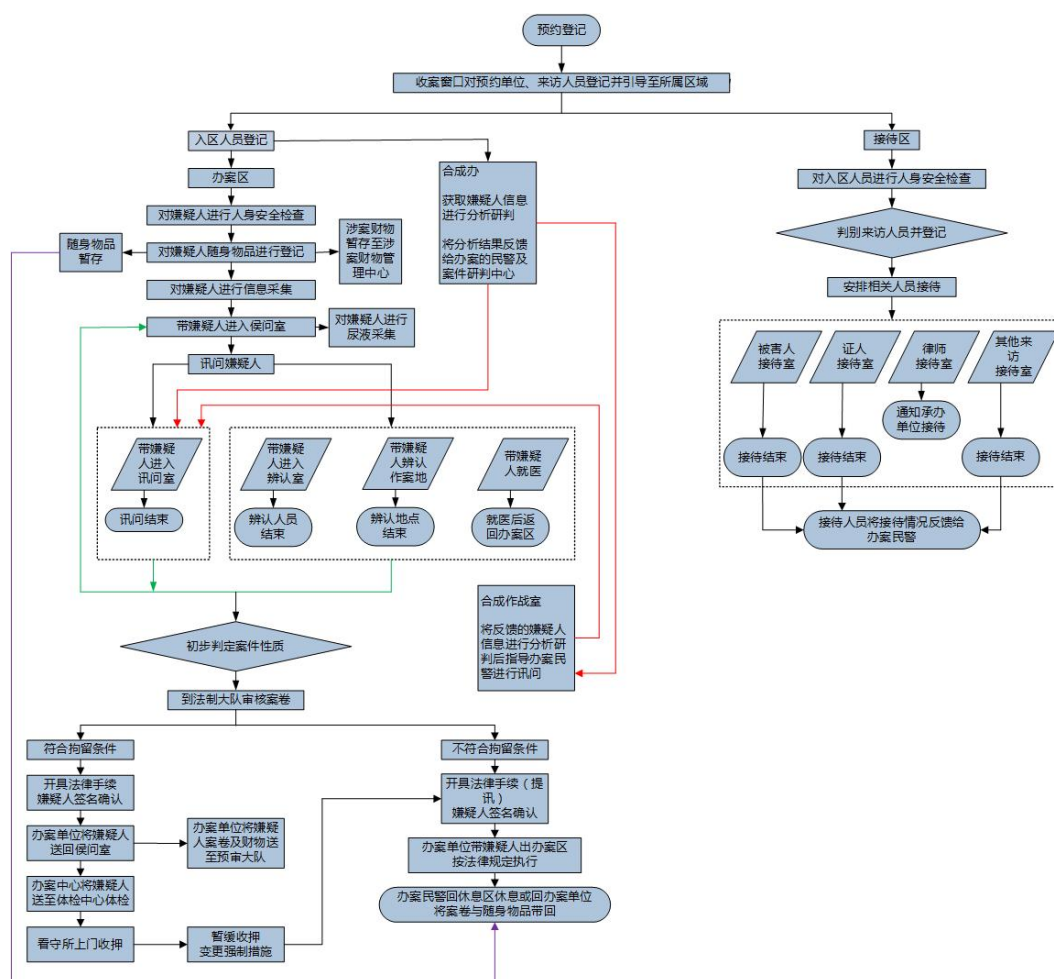 预约登记
收案窗口对预约单位、来访人员登记并引导至所属区域
入区人员登记
办案区
对嫌疑人进行人身安全检查
随身物品
暂存
对嫌疑人随身物品进行登记
涉案财物
暂存至涉
案财物管
理中心
对嫌疑人进行信息采集
带嫌疑人进入侯问室
对嫌疑人进行
尿液采集
讯问嫌疑人
合成办
获取嫌疑人信息
进行分析研判
将分析结果反馈
给办案的民警及
案件研判中心
带嫌疑
人进入
讯问室
讯问结束
带嫌疑
人进入
辨认室
辨认人员
结束
带嫌疑
人辨认
作案地
辨认地点
结束
带嫌疑
人就医
就医后返
回办案区
合成作战室
将反馈的嫌疑人
信息进行分析研
判后指导办案民
警进行讯问
初步判定案件性质
到法制大队审核案卷
符合拘留条件
开具法律手续
嫌疑人签名确认
办案单位将嫌疑人
送回侯问室
办案单位将嫌疑
人案卷及财物送
至预审大队
办案中心将嫌疑人
送至体检中心体检
看守所上门收押
暂缓收押
变更强制措施
不符合拘留条件
开具法律手续（提
讯）
嫌疑人签名确认
办案单位带嫌疑人出办案区
按法律规定执行
办案民警回休息区休息或回办案单位
将案卷与随身物品带回
接待区
对入区人员进行人身安全检查
判别来访人员并登记
安排相关人员接待
被害人
接待室
接待结束
证人
接待室
接待结束
律师
接待室
通知承办
单位接待
其他来
访
接待室
接待结束
接待人员将接待情况反馈给
办案民警